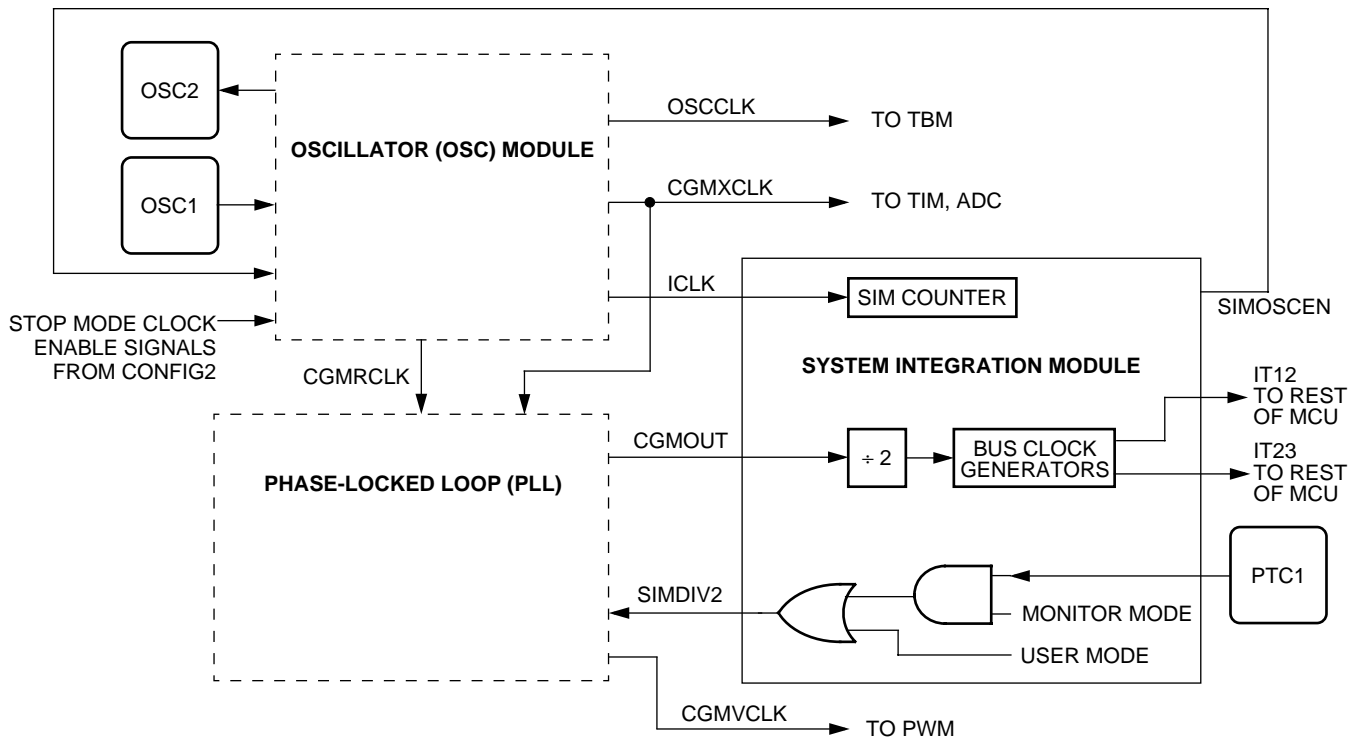 OSC2
OSCCLK
TO TBM
OSCILLATOR (OSC) MODULE
OSC1
CGMXCLK
TO TIM, ADC
ICLK
SIM COUNTER
SIMOSCEN
STOP MODE CLOCK
ENABLE SIGNALS
FROM CONFIG2
SYSTEM INTEGRATION MODULE
CGMRCLK
IT12
TO REST
OF MCU
CGMOUT
÷ 2
BUS CLOCK
GENERATORS
IT23
TO REST
OF MCU
PHASE-LOCKED LOOP (PLL)
PTC1
SIMDIV2
MONITOR MODE
USER MODE
CGMVCLK
TO PWM